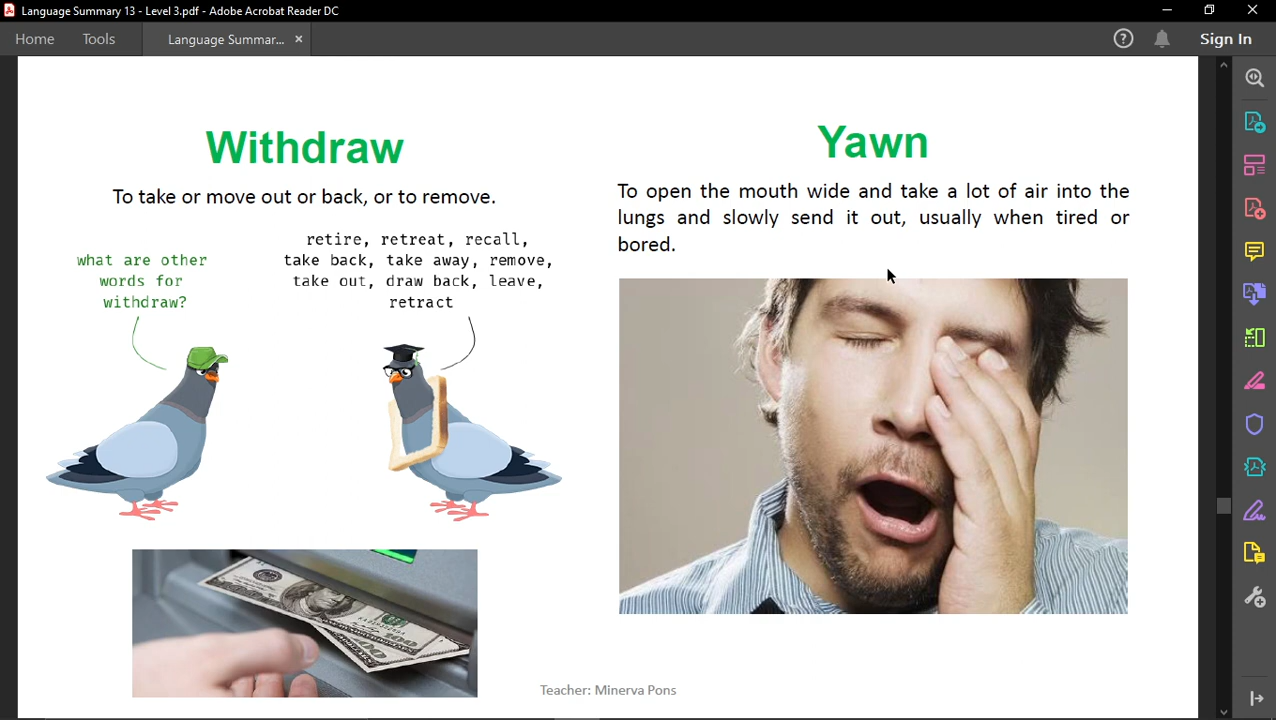 Language Summary 13 - Level 3.pdf - Adobe Acrobat Reader DC
Home Tools Language Summar... Sign In
Withdraw
To take or move out or back, or to remove.
what are other
words for
withdraw?
retire, retreat, recall,
take back, take away, remove,
take out, draw back, leave,
retract
Yawn
To open the mouth wide and take a lot of air into the
lungs and slowly send it out, usually when tired or
bored.
100
100
Teacher: Minerva Pons